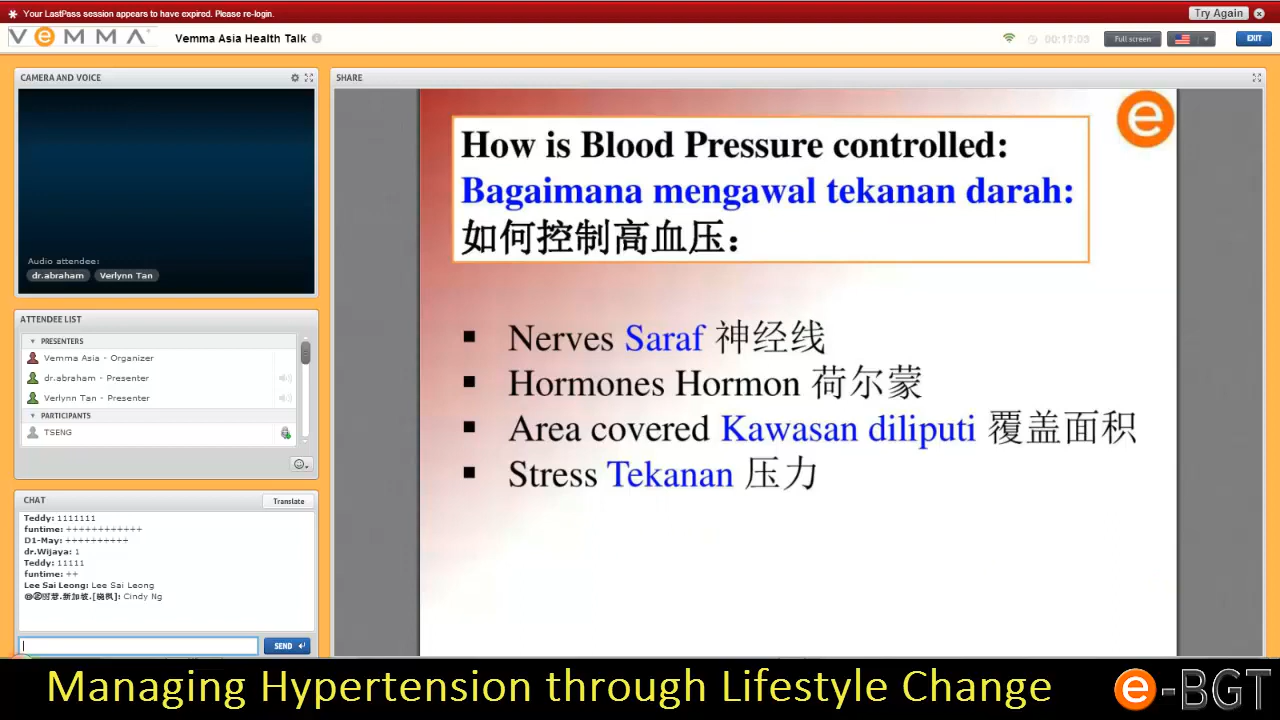 Your LastPass session appears to have expired. Please re-login.
Try Again
VEMMA
Vemma Asia Health Talk
00:17:03
Full screen
EXIT
CAMERA AND VOICE
Audio attendee:
dr.abraham
Verlynn Tan
ATTENDEE LIST
PRESENTERS
Vemma Asia - Organizer
dr.abraham - Presenter
Verlynn Tan - Presenter
PARTICIPANTS
TSENG
CHAT
Translate
Teddy: 1111111
funtime: ++++++++++++
D1-May: ++++++++++
dr.Wijaya: 1
Teddy: 11111
funtime: ++
Lee Sai Leong: Lee Sai Leong
Cindy Ng
SEND
SHARE
e
How is Blood Pressure controlled:
Bagaimana mengawal tekanan darah:
如何控制高血压：
Nerves Saraf 神经线
Hormones Hormon 荷尔蒙
Area covered Kawasan diliputi 覆盖面积
Stress Tekanan 压力
Managing Hypertension through Lifestyle Change
e-BGT